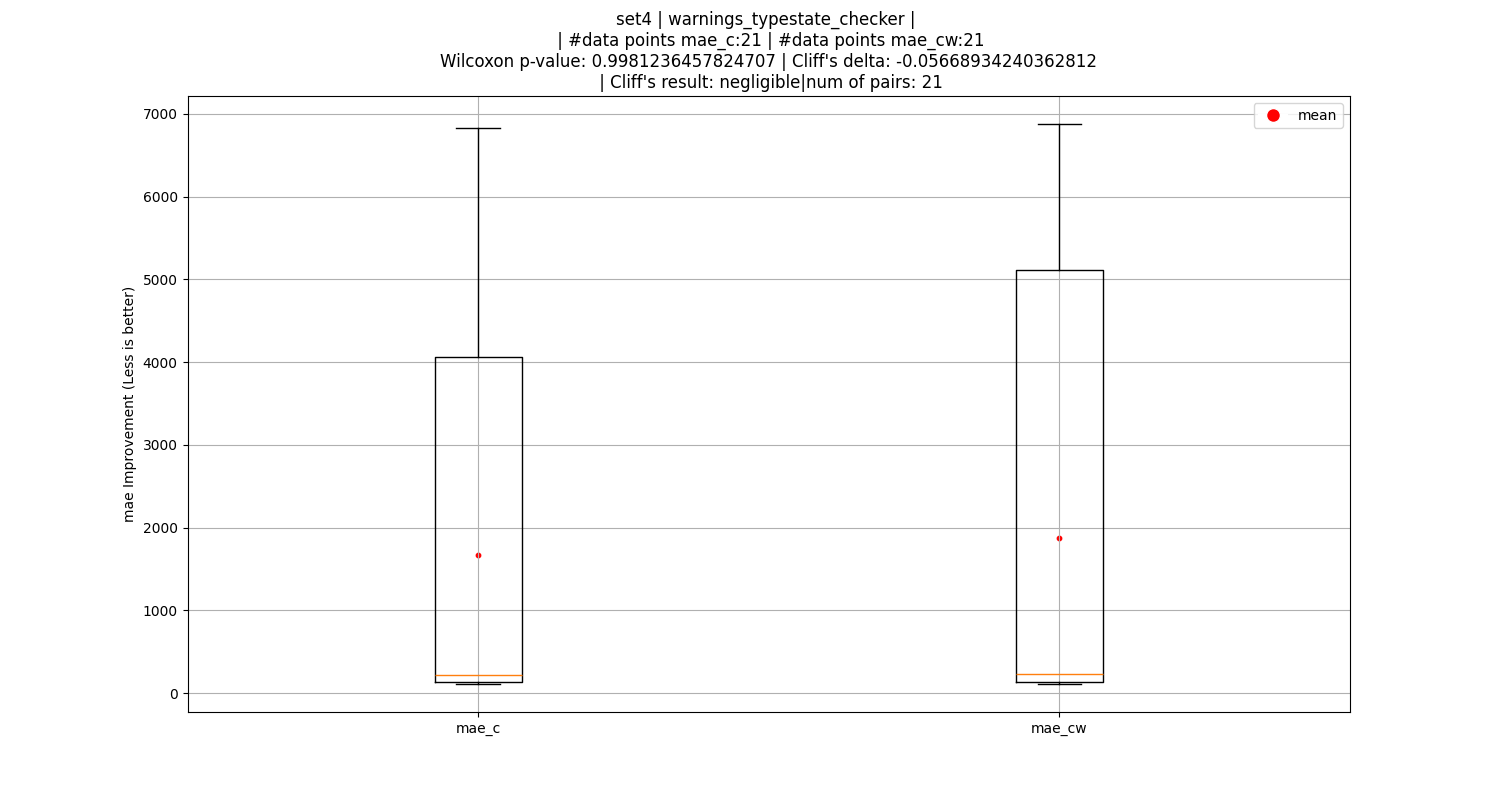 set4 | warnings_typestate_checker |
| #data points mae_c:21 | #data points mae_cw:21
Wilcoxon p-value: 0.9981236457824707 | Cliff's delta: -0.05668934240362812
| Cliff's result: negligible|num of pairs: 21
mean
7000
6000
5000
4000
3000
2000
1000
0
mae Improvement (Less is better)
mae_c
mae_cw